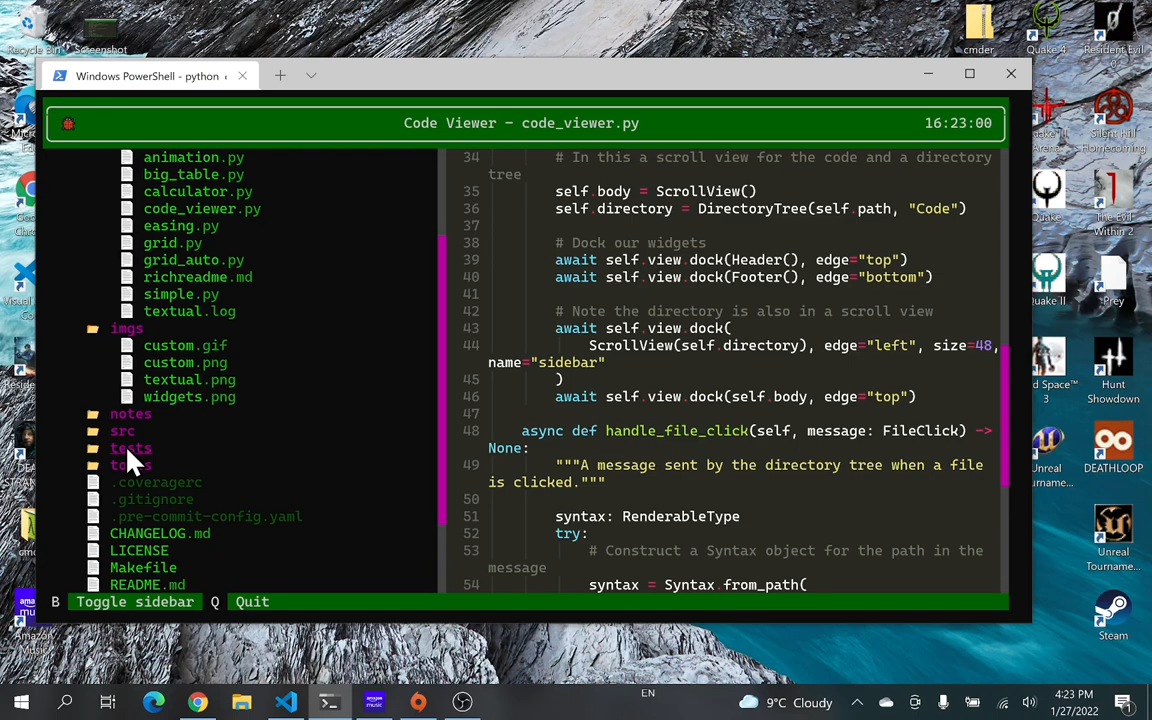 Recycle Bin
Screenshot
cmder
Quake 4
Resident Evil
0
Windows PowerShell - python
Code Viewer - code_viewer.py
16:23:00
animation.py
big_table.py
calculator.py
code_viewer.py
easing.py
grid.py
grid_auto.py
richreadme.md
simple.py
textual.log
imgs
custom.gif
custom.png
textual.png
widgets.png
notes
src
tests
.coveragerc
.gitignore
.pre-commit-config.yaml
CHANGELOG.md
LICENSE
Makefile
README.md
34 # In this a scroll view for the code and a directory
tree
35 self.body = ScrollView()
36 self.directory = DirectoryTree(self.path, "Code")
37
38 # Dock our widgets
39 await self.view.dock(Header(), edge="top")
40 await self.view.dock(Footer(), edge="bottom")
41
42 # Note the directory is also in a scroll view
43 await self.view.dock(
44 ScrollView(self.directory), edge="left", size=48,
name="sidebar"
45 )
46 await self.view.dock(self.body, edge="top")
47
48 async def handle_file_click(self, message: FileClick) ->
None:
49 """A message sent by the directory tree when a file
is clicked."""
50
51 syntax: RenderableType
52 try:
53 # Construct a Syntax object for the path in the
message
54 syntax = Syntax.from_path(
B Toggle sidebar Q Quit
Arena
Silent Hill
Homecoming
Quake
The Evil
Within 2
Quake II
Prey
3
Hunt
Showdown
Unreal
DEATHLOOP
Unreal
Tourname...
Steam
Amazon
EN
9°C Cloudy
4:23 PM
1/27/2022
1